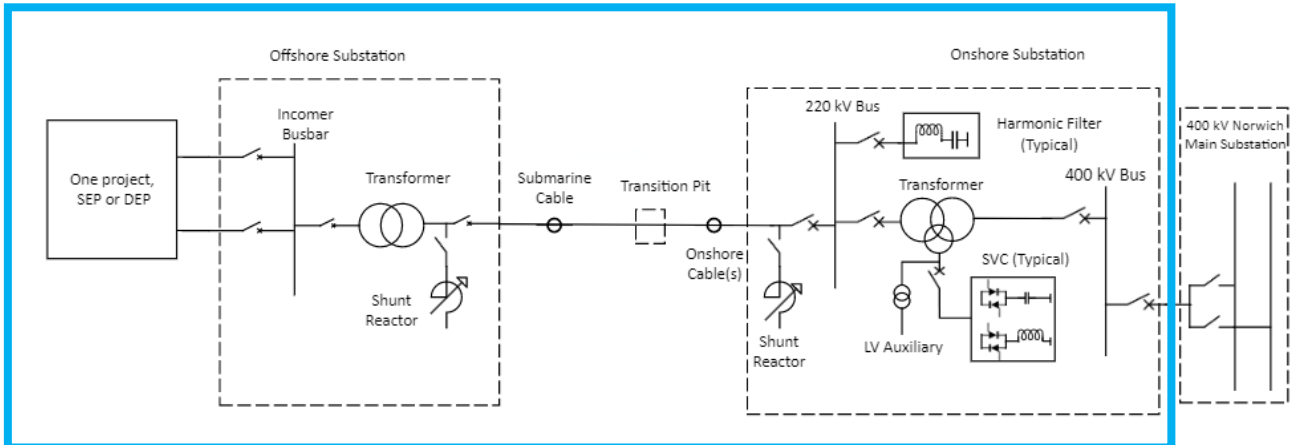 Offshore Substation
Onshore Substation
Incomer
Busbar
220 kV Bus
Harmonic Filter
(Typical)
400 kV Norwich
Main Substation
One project,
SEP or DEP
Transformer
Submarine
Cable
Transition Pit
Transformer
400 kV Bus
Onshore
Cable(s)
SVC (Typical)
Shunt
Reactor
Shunt
Reactor
LV Auxiliary